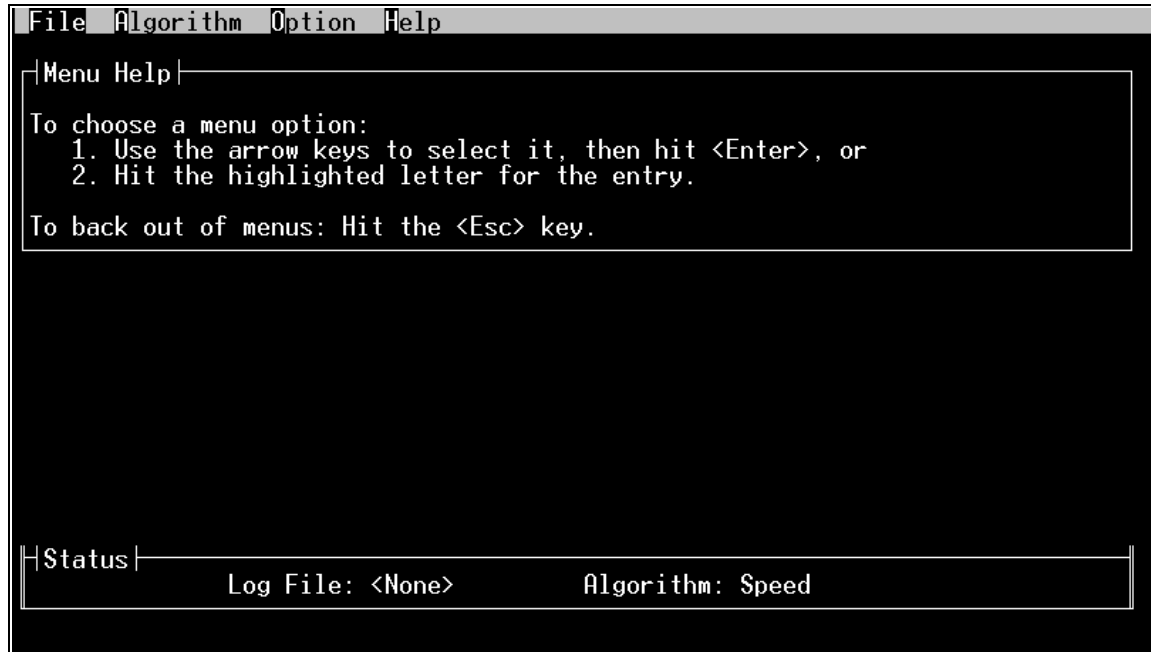 File Algorithm Option Help
Menu Help
To choose a menu option:
1. Use the arrow keys to select it, then hit <Enter>, or
2. Hit the highlighted letter for the entry.
To back out of menus: Hit the <Esc> key.
Status
Log File: <None> Algorithm: Speed